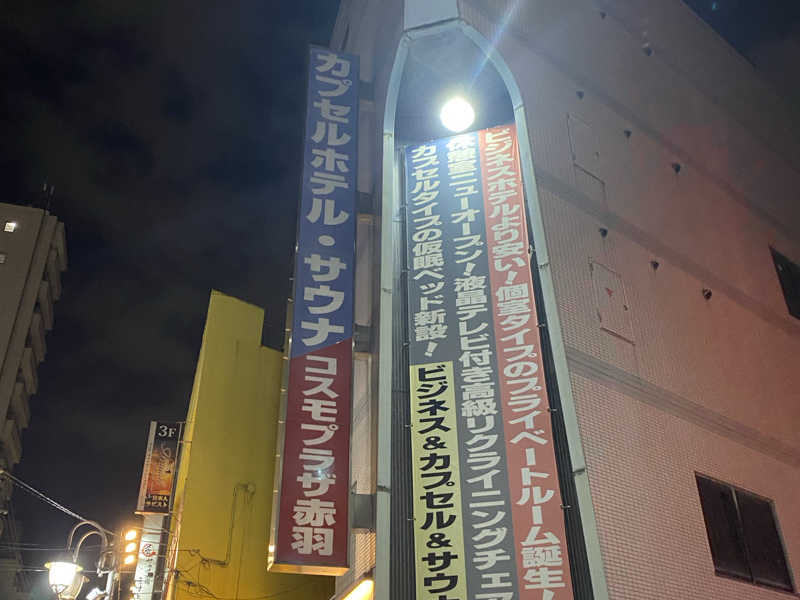 カプセルホテル・サウナ
コスモプラザ赤羽
ビジネスホテルより安い！個室タイプのプライベートルーム誕生！
休憩室ニューオープン！液晶テレビ付き高級リクライニングチェア
カプセルタイプの仮眠ベッド新設！
ビジネス＆カプセル＆サウ
3F